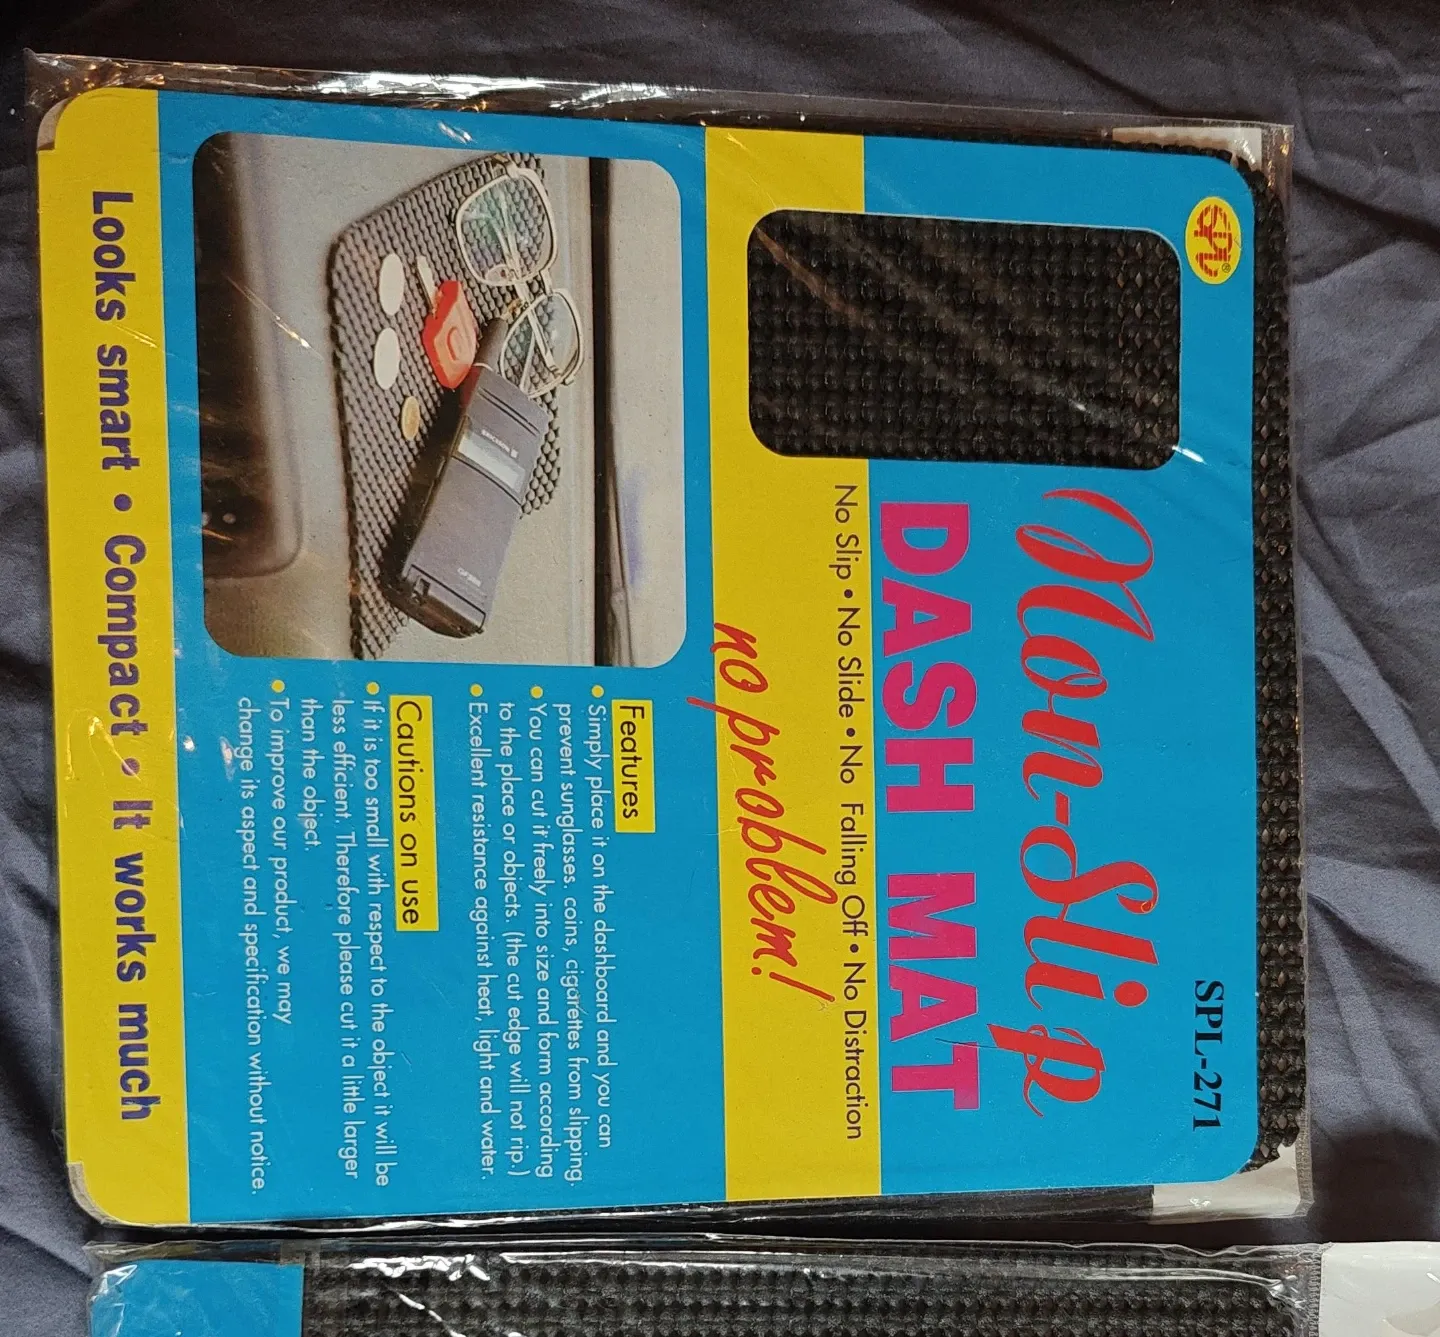 SPL®
SPL-271
Non-Slip
DASH MAT
No Slip • No Slide • No Falling Off • No Distraction
no problem!
ERICSSON
Features
• Simply place it on the dashboard and you can
prevent sunglasses, coins, cigarettes from slipping.
• You can cut it freely into size and form according
to the place or objects. (the cut edge will not rip.)
• Excellent resistance against heat, light and water.
Cautions on use
• If it is too small with respect to the object it will be
less efficient. Therefore please cut it a little larger
than the object.
• To improve our product, we may
change its aspect and specification without notice.
Looks smart • Compact • It works much